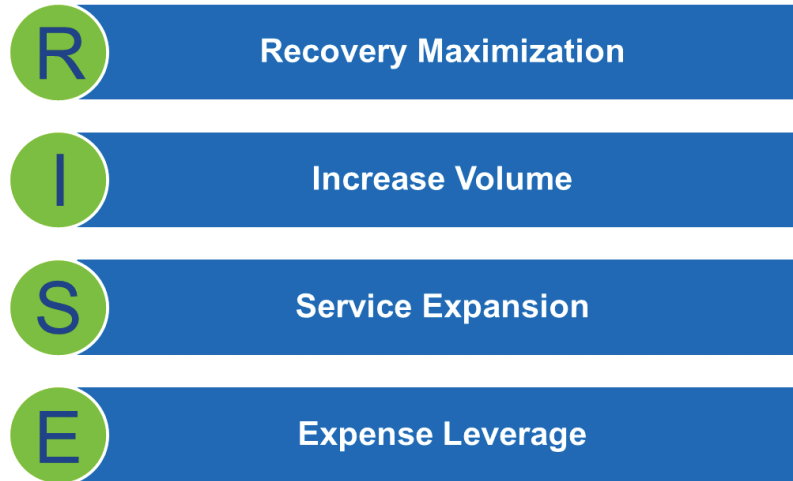 R Recovery Maximization
I Increase Volume
S Service Expansion
E Expense Leverage